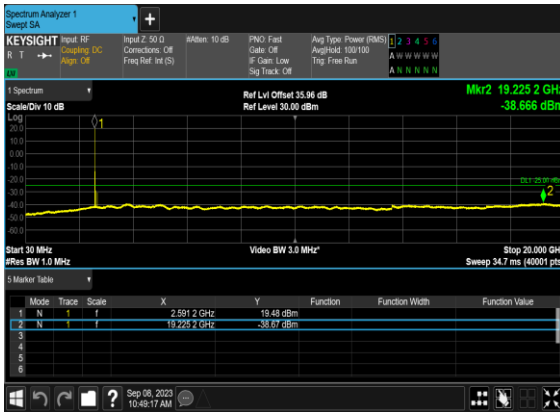 Spectrum Analyzer 1
Swept SA
+
KEYSIGHT
R T
Input: RF
Coupling: DC
Align: Off
Input Z: 50 Ω
Corrections: Off
Freq Ref: Int (S)
#Atten: 10 dB
PNO: Fast
Gate: Off
IF Gain: Low
Sig Track: Off
Avg Type: Power (RMS)
Avg|Hold: 100/100
Trig: Free Run
1 2 3 4 5 6
A W W W W W
A N N N N N
1 Spectrum
Scale/Div 10 dB
Ref Lvl Offset 35.96 dB
Ref Level 30.00 dBm
Mkr2 19.225 2 GHz
-38.666 dBm
Log
20.0
10.0
0.00
-10.0
-20.0
-30.0
-40.0
-50.0
-60.0
1
DL1 -25.00 dBm
2
Start 30 MHz
#Res BW 1.0 MHz
Video BW 3.0 MHz*
Stop 20.000 GHz
Sweep 34.7 ms (40001 pts)
5 Marker Table
Mode Trace Scale X Y Function Function Width Function Value
1 N 1 f 2.591 2 GHz 19.48 dBm
2 N 1 f 19.225 2 GHz -38.67 dBm
3
4
5
6
?
Sep 08, 2023
10:49:17 AM